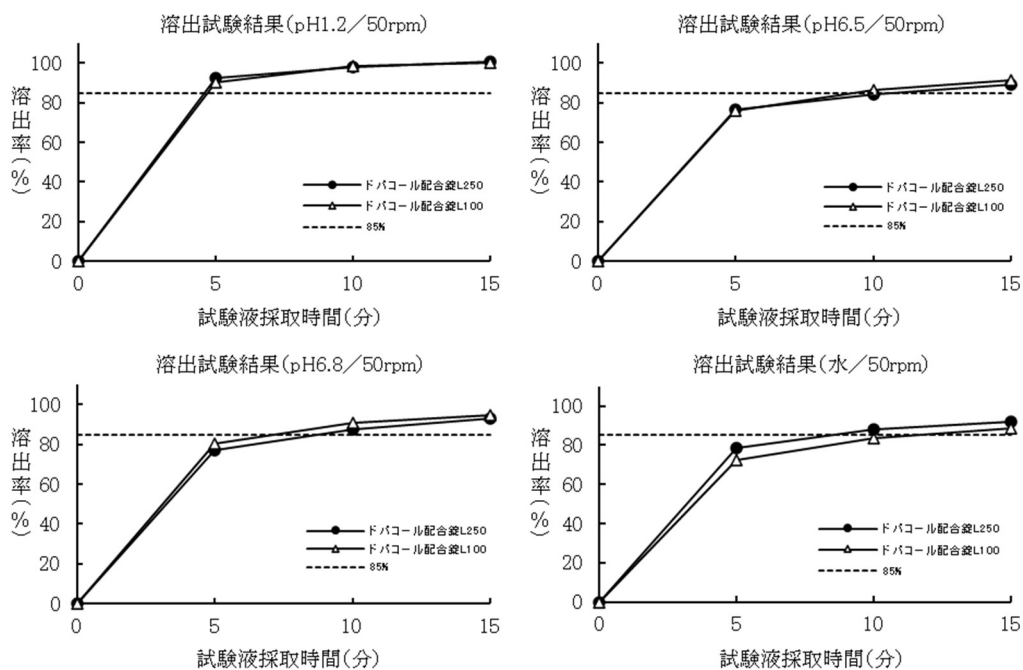 溶出試験結果(pH1.2／50rpm)
溶出率(%)
100
80
60
40
20
0
ドパコール配合錠L250
ドパコール配合錠L100
85%
0 5 10 15
試験液採取時間(分)
溶出試験結果(pH6.5／50rpm)
溶出率(%)
100
80
60
40
20
0
ドパコール配合錠L250
ドパコール配合錠L100
85%
0 5 10 15
試験液採取時間(分)
溶出試験結果(pH6.8／50rpm)
溶出率(%)
100
80
60
40
20
0
ドパコール配合錠L250
ドパコール配合錠L100
85%
0 5 10 15
試験液採取時間(分)
溶出試験結果(水／50rpm)
溶出率(%)
100
80
60
40
20
0
ドパコール配合錠L250
ドパコール配合錠L100
85%
0 5 10 15
試験液採取時間(分)